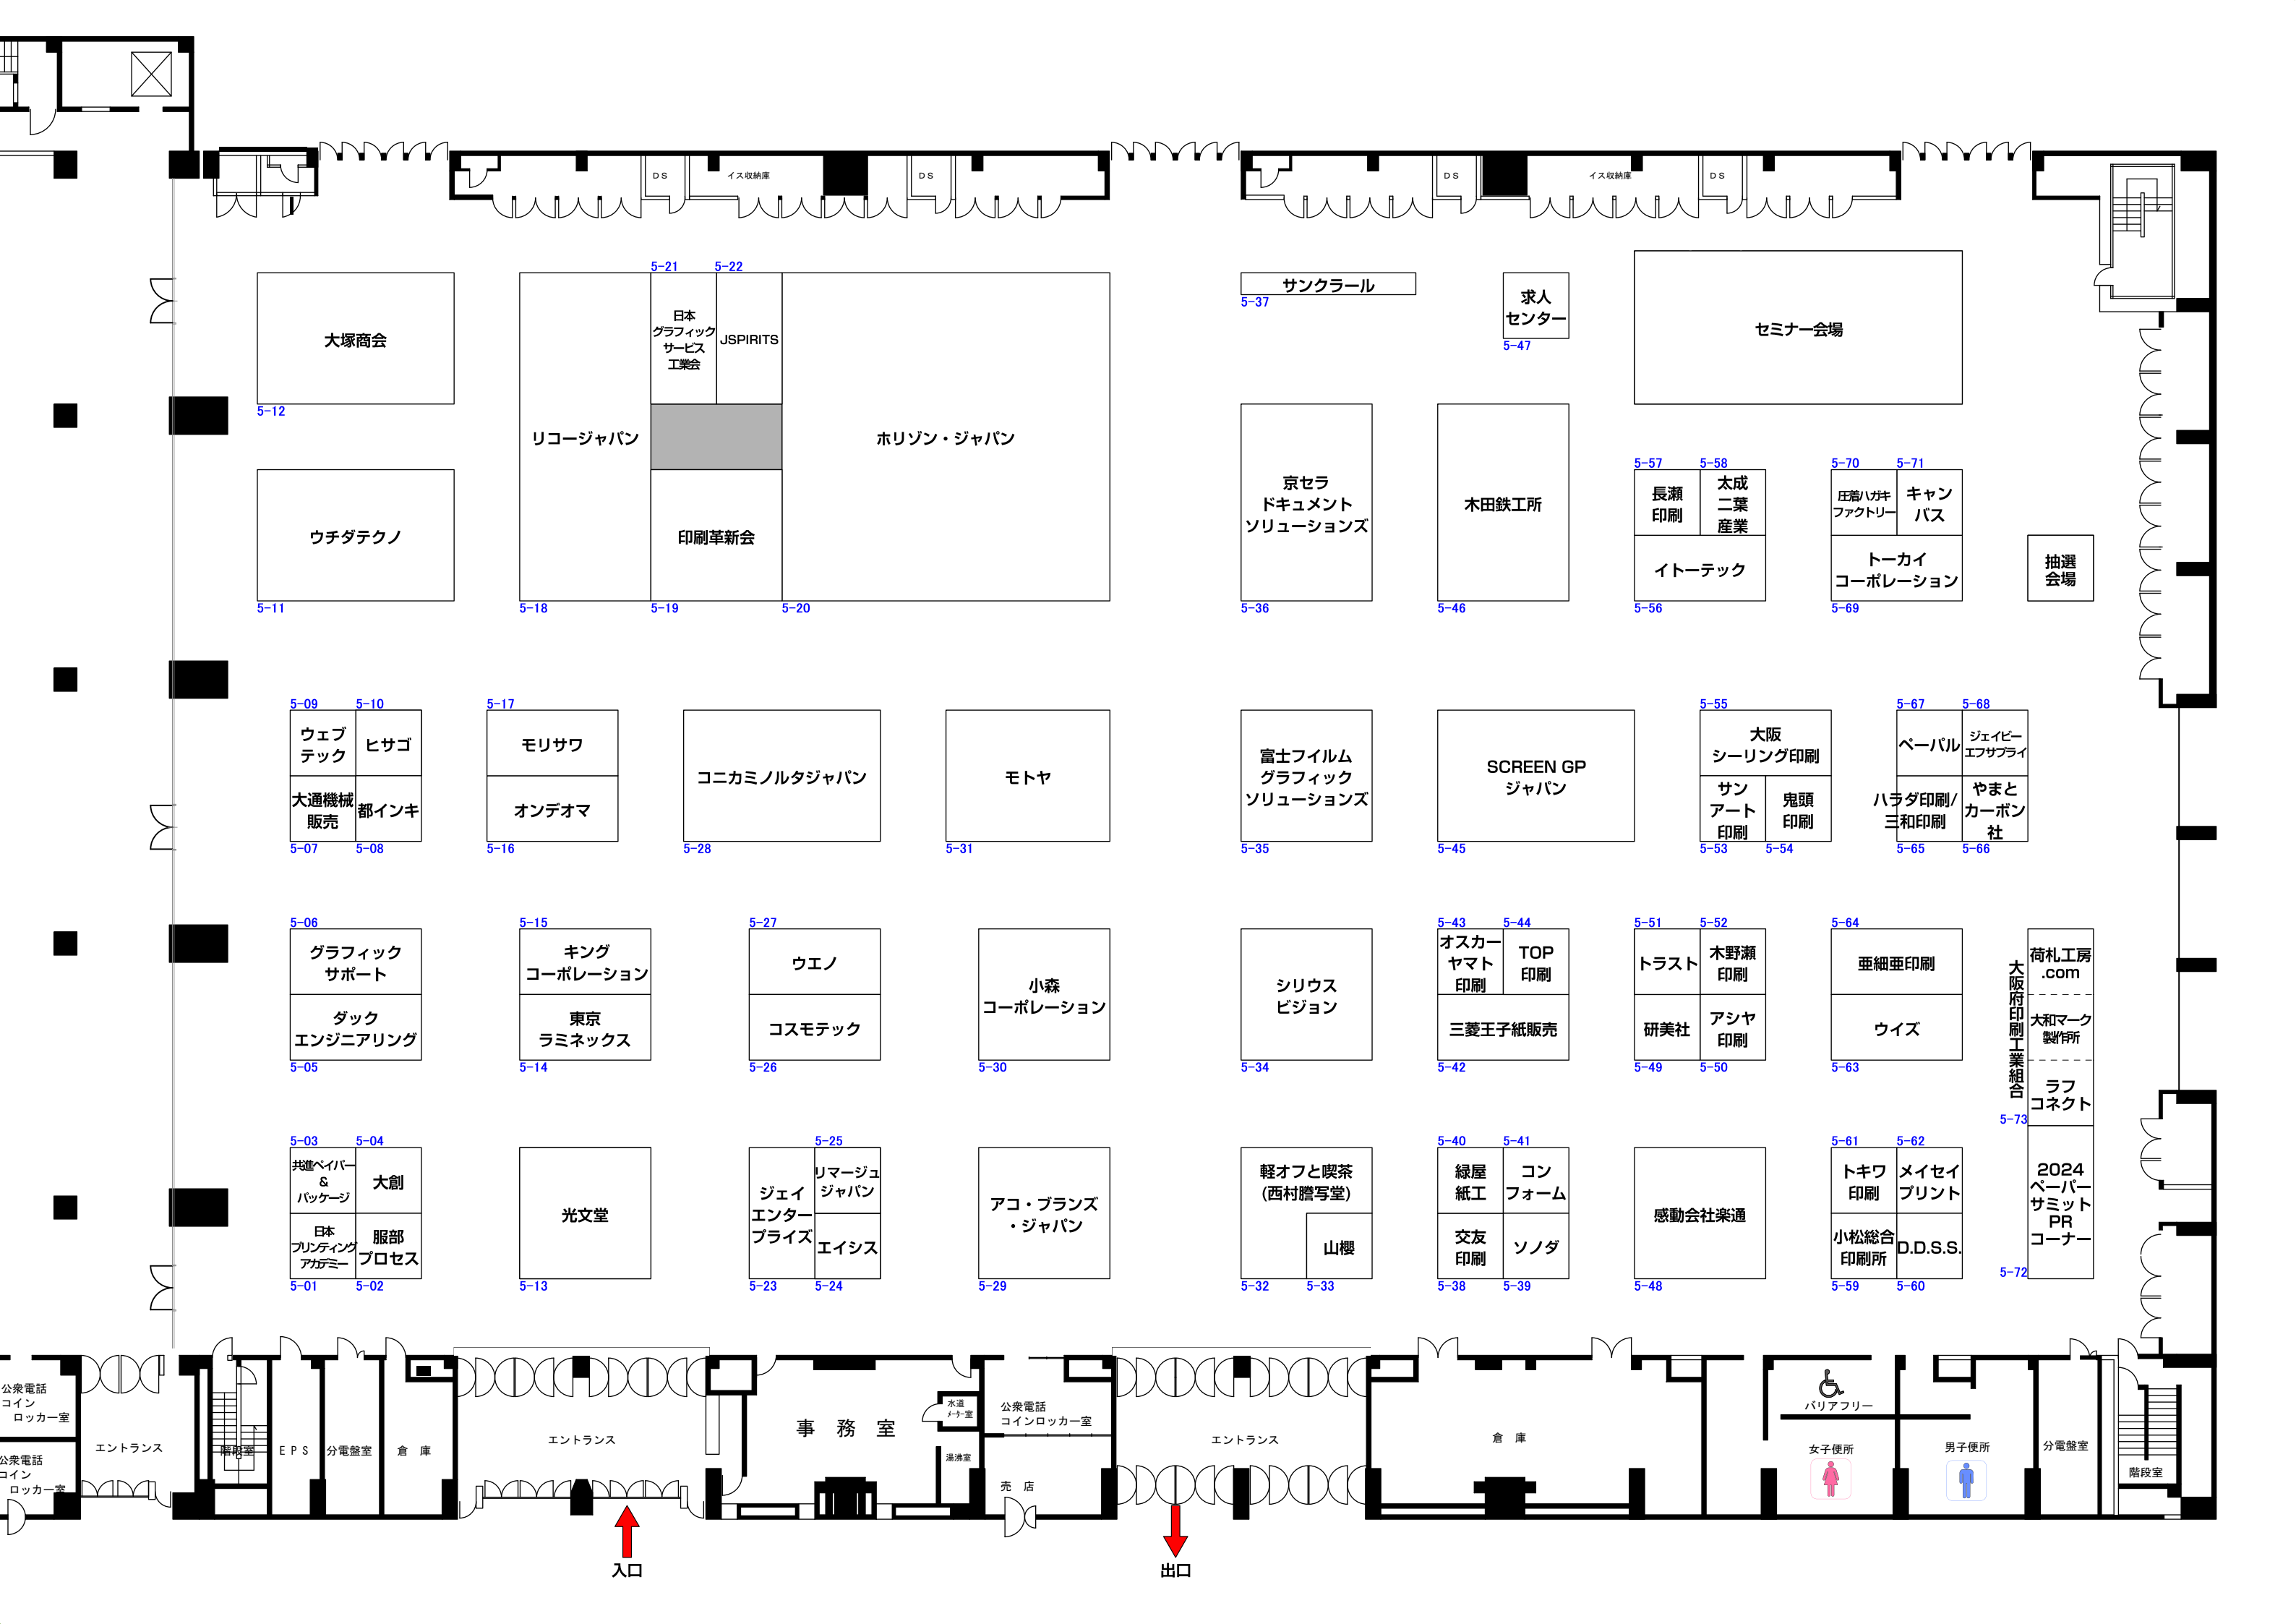 DS
イス収納庫
DS
DS
イス収納庫
DS
5-21
5-22
大塚商会
5-12
リコージャパン
5-18
日本
グラフィック
サービス
工業会
JSPIRITS
印刷革新会
5-19
ホリゾン・ジャパン
5-20
サンクラール
5-37
求人
センター
5-47
セミナー会場
ウチダテクノ
5-11
京セラ
ドキュメント
ソリューションズ
5-36
木田鉄工所
5-46
5-57
5-58
長瀬
印刷
太成
二葉
産業
イトーテック
5-56
5-70
5-71
圧着ハガキ
ファクトリー
キャン
バス
トーカイ
コーポレーション
5-69
抽選
会場
5-09
5-10
ウェブ
テック
ヒサゴ
大通機械
販売
都インキ
5-07
5-08
5-17
モリサワ
オンデオマ
5-16
コニカミノルタジャパン
5-28
モトヤ
5-31
富士フイルム
グラフィック
ソリューションズ
5-35
SCREEN GP
ジャパン
5-45
5-55
大阪
シーリング印刷
サン
アート
印刷
鬼頭
印刷
5-53
5-54
5-67
5-68
ペーパル
ジェイピー
エフサプライ
ハラダ印刷/
三和印刷
やまと
カーボン
社
5-65
5-66
5-06
グラフィック
サポート
ダック
エンジニアリング
5-05
5-15
キング
コーポレーション
東京
ラミネックス
5-14
5-27
ウエノ
コスモテック
5-26
小森
コーポレーション
5-30
シリウス
ビジョン
5-34
5-43
5-44
オスカー
ヤマト
印刷
TOP
印刷
三菱王子紙販売
5-42
5-51
5-52
トラスト
木野瀬
印刷
研美社
アシヤ
印刷
5-49
5-50
5-64
亜細亜印刷
ウイズ
5-63
大阪府印刷工業組合
荷札工房
.com
大和マーク
製作所
ラフ
コネクト
5-73
5-03
5-04
共進ペイパー
&
パッケージ
大創
日本
プリンティング
アカデミー
服部
プロセス
5-01
5-02
光文堂
5-13
5-25
ジェイ
エンター
プライズ
リマージュ
ジャパン
エイシス
5-23
5-24
アコ・ブランズ
・ジャパン
5-29
軽オフと喫茶
(西村謄写堂)
山櫻
5-32
5-33
5-40
5-41
緑屋
紙工
コン
フォーム
交友
印刷
ソノダ
5-38
5-39
感動会社楽通
5-48
5-61
5-62
トキワ
印刷
メイセイ
プリント
小松総合
印刷所
D.D.S.S.
5-59
5-60
2024
ペーパー
サミット
PR
コーナー
5-72
公衆電話
コイン
ロッカー室
公衆電話
コイン
ロッカー室
エントランス
階段室
EPS
分電盤室
倉庫
エントランス
事務室
水道
メーター室
湯沸室
公衆電話
コインロッカー室
売店
エントランス
倉庫
バリアフリー
女子便所
男子便所
分電盤室
階段室
入口
出口